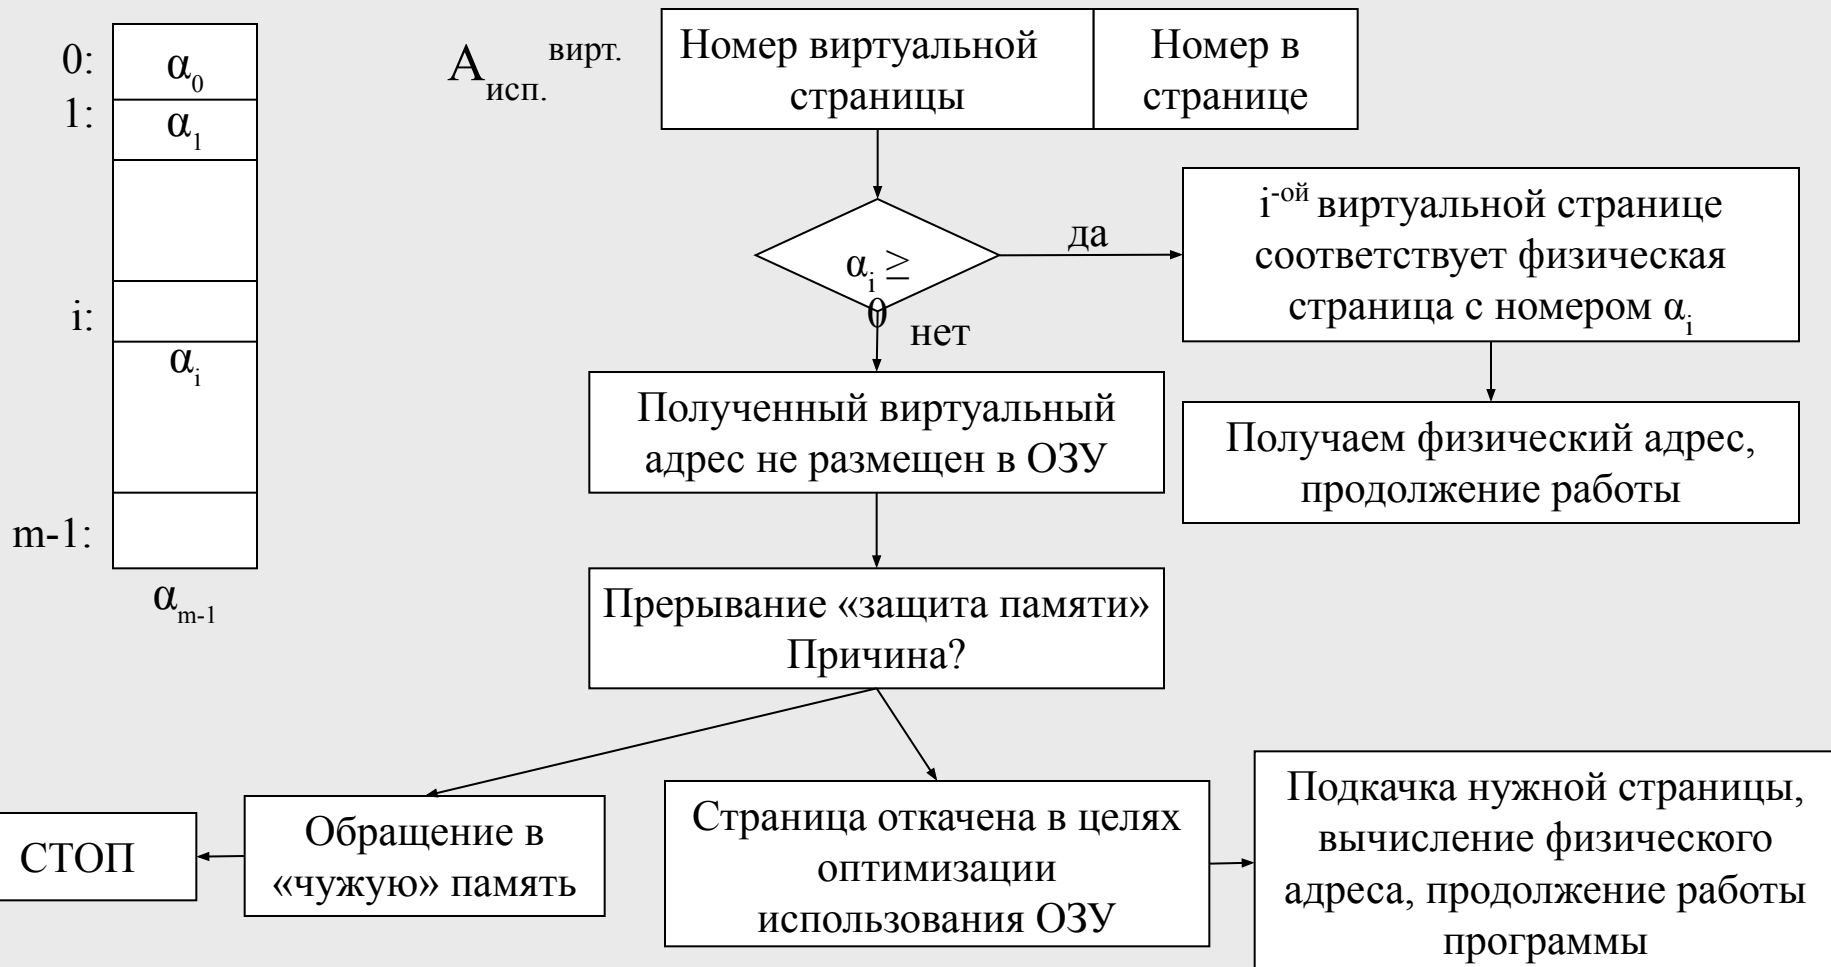 0:
α0
1:
α1
i:
αi
m-1:
αm-1
Aисп. вирт.
Номер виртуальной
страницы
Номер в
странице
αi ≥
0
да
нет
i-ой виртуальной странице
соответствует физическая
страница с номером αi
Получаем физический адрес,
продолжение работы
Полученный виртуальный
адрес не размещен в ОЗУ
Прерывание «защита памяти»
Причина?
СТОП
Обращение в
«чужую» память
Страница откачена в целях
оптимизации
использования ОЗУ
Подкачка нужной страницы,
вычисление физического
адреса, продолжение работы
программы